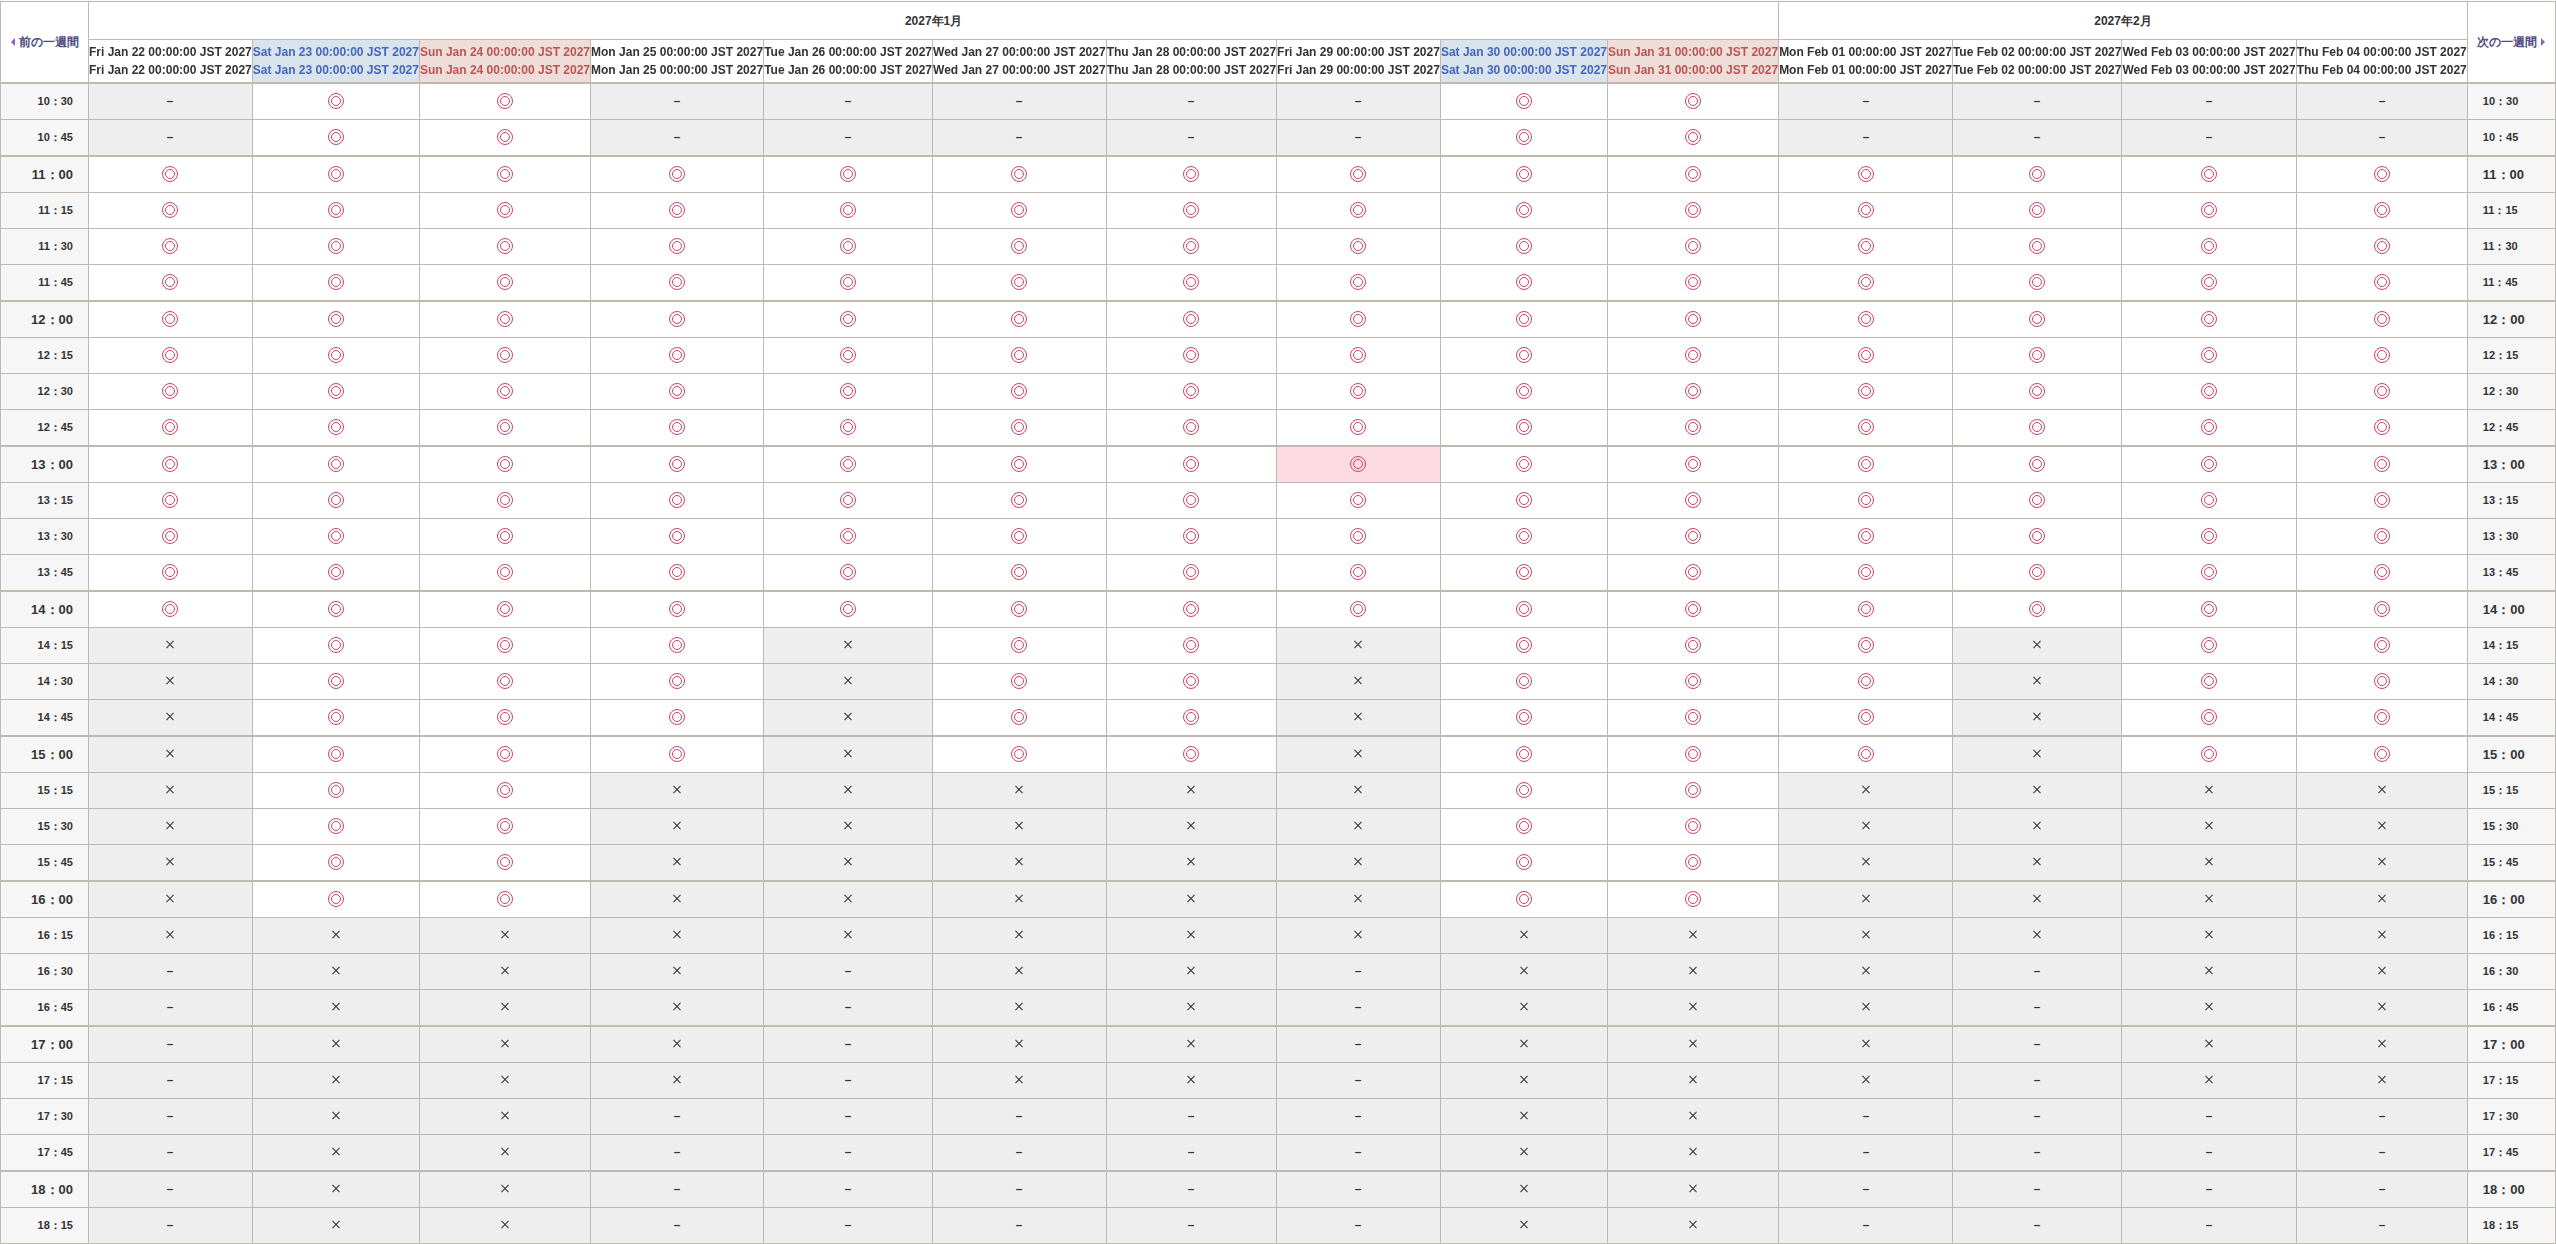 前の一週間 2027年1月 2027年2月 次の一週間
Fri Jan 22 00:00:00 JST 2027 Sat Jan 23 00:00:00 JST 2027 Sun Jan 24 00:00:00 JST 2027 Mon Jan 25 00:00:00 JST 2027 Tue Jan 26 00:00:00 JST 2027 Wed Jan 27 00:00:00 JST 2027 Thu Jan 28 00:00:00 JST 2027 Fri Jan 29 00:00:00 JST 2027 Sat Jan 30 00:00:00 JST 2027 Sun Jan 31 00:00:00 JST 2027 Mon Feb 01 00:00:00 JST 2027 Tue Feb 02 00:00:00 JST 2027 Wed Feb 03 00:00:00 JST 2027 Thu Feb 04 00:00:00 JST 2027
Fri Jan 22 00:00:00 JST 2027 Sat Jan 23 00:00:00 JST 2027 Sun Jan 24 00:00:00 JST 2027 Mon Jan 25 00:00:00 JST 2027 Tue Jan 26 00:00:00 JST 2027 Wed Jan 27 00:00:00 JST 2027 Thu Jan 28 00:00:00 JST 2027 Fri Jan 29 00:00:00 JST 2027 Sat Jan 30 00:00:00 JST 2027 Sun Jan 31 00:00:00 JST 2027 Mon Feb 01 00:00:00 JST 2027 Tue Feb 02 00:00:00 JST 2027 Wed Feb 03 00:00:00 JST 2027 Thu Feb 04 00:00:00 JST 2027
10：30 – ◎ ◎ – – – – – ◎ ◎ – – – – 10：30
10：45 – ◎ ◎ – – – – – ◎ ◎ – – – – 10：45
11：00 ◎ ◎ ◎ ◎ ◎ ◎ ◎ ◎ ◎ ◎ ◎ ◎ ◎ ◎ 11：00
11：15 ◎ ◎ ◎ ◎ ◎ ◎ ◎ ◎ ◎ ◎ ◎ ◎ ◎ ◎ 11：15
11：30 ◎ ◎ ◎ ◎ ◎ ◎ ◎ ◎ ◎ ◎ ◎ ◎ ◎ ◎ 11：30
11：45 ◎ ◎ ◎ ◎ ◎ ◎ ◎ ◎ ◎ ◎ ◎ ◎ ◎ ◎ 11：45
12：00 ◎ ◎ ◎ ◎ ◎ ◎ ◎ ◎ ◎ ◎ ◎ ◎ ◎ ◎ 12：00
12：15 ◎ ◎ ◎ ◎ ◎ ◎ ◎ ◎ ◎ ◎ ◎ ◎ ◎ ◎ 12：15
12：30 ◎ ◎ ◎ ◎ ◎ ◎ ◎ ◎ ◎ ◎ ◎ ◎ ◎ ◎ 12：30
12：45 ◎ ◎ ◎ ◎ ◎ ◎ ◎ ◎ ◎ ◎ ◎ ◎ ◎ ◎ 12：45
13：00 ◎ ◎ ◎ ◎ ◎ ◎ ◎ ◎ ◎ ◎ ◎ ◎ ◎ ◎ 13：00
13：15 ◎ ◎ ◎ ◎ ◎ ◎ ◎ ◎ ◎ ◎ ◎ ◎ ◎ ◎ 13：15
13：30 ◎ ◎ ◎ ◎ ◎ ◎ ◎ ◎ ◎ ◎ ◎ ◎ ◎ ◎ 13：30
13：45 ◎ ◎ ◎ ◎ ◎ ◎ ◎ ◎ ◎ ◎ ◎ ◎ ◎ ◎ 13：45
14：00 ◎ ◎ ◎ ◎ ◎ ◎ ◎ ◎ ◎ ◎ ◎ ◎ ◎ ◎ 14：00
14：15 × ◎ ◎ ◎ × ◎ ◎ × ◎ ◎ ◎ × ◎ ◎ 14：15
14：30 × ◎ ◎ ◎ × ◎ ◎ × ◎ ◎ ◎ × ◎ ◎ 14：30
14：45 × ◎ ◎ ◎ × ◎ ◎ × ◎ ◎ ◎ × ◎ ◎ 14：45
15：00 × ◎ ◎ ◎ × ◎ ◎ × ◎ ◎ ◎ × ◎ ◎ 15：00
15：15 × ◎ ◎ × × × × × ◎ ◎ × × × × 15：15
15：30 × ◎ ◎ × × × × × ◎ ◎ × × × × 15：30
15：45 × ◎ ◎ × × × × × ◎ ◎ × × × × 15：45
16：00 × ◎ ◎ × × × × × ◎ ◎ × × × × 16：00
16：15 × × × × × × × × × × × × × × 16：15
16：30 – × × × – × × – × × × – × × 16：30
16：45 – × × × – × × – × × × – × × 16：45
17：00 – × × × – × × – × × × – × × 17：00
17：15 – × × × – × × – × × × – × × 17：15
17：30 – × × – – – – – × × – – – – 17：30
17：45 – × × – – – – – × × – – – – 17：45
18：00 – × × – – – – – × × – – – – 18：00
18：15 – × × – – – – – × × – – – – 18：15